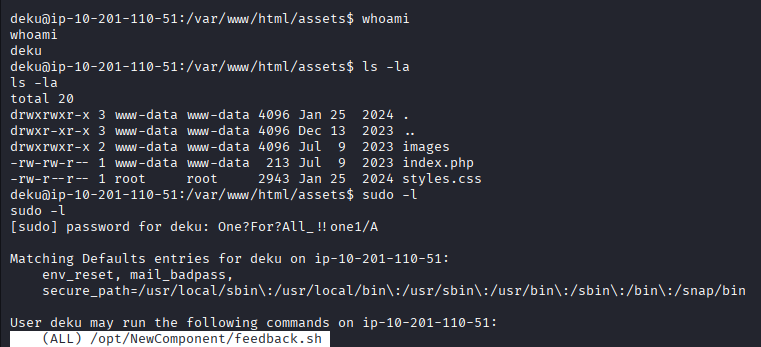 deku@ip-10-201-110-51:/var/www/html/assets$ whoami
whoami
deku
deku@ip-10-201-110-51:/var/www/html/assets$ ls -la
ls -la
total 20
drwxrwxr-x 3 www-data www-data 4096 Jan 25  2024 .
drwxr-xr-x 3 www-data www-data 4096 Dec 13  2023 ..
drwxrwxr-x 2 www-data www-data 4096 Jul  9  2023 images
-rw-rw-r-- 1 www-data www-data  213 Jul  9  2023 index.php
-rw-r--r-- 1 root     root     2943 Jan 25  2024 styles.css
deku@ip-10-201-110-51:/var/www/html/assets$ sudo -l
sudo -l
[sudo] password for deku: One?For?All_!!one1/A

Matching Defaults entries for deku on ip-10-201-110-51:
    env_reset, mail_badpass,
    secure_path=/usr/local/sbin\:/usr/local/bin\:/usr/sbin\:/usr/bin\:/sbin\:/bin\:/snap/bin

User deku may run the following commands on ip-10-201-110-51:
    (ALL) /opt/NewComponent/feedback.sh